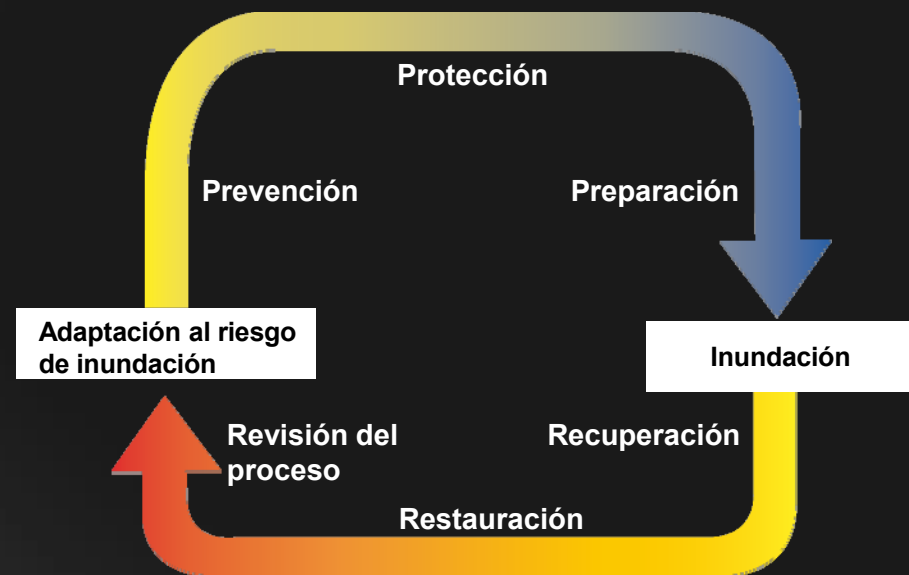 Protección
Prevención
Preparación
Adaptación al riesgo
de inundación
Inundación
Revisión del
proceso
Recuperación
Restauración